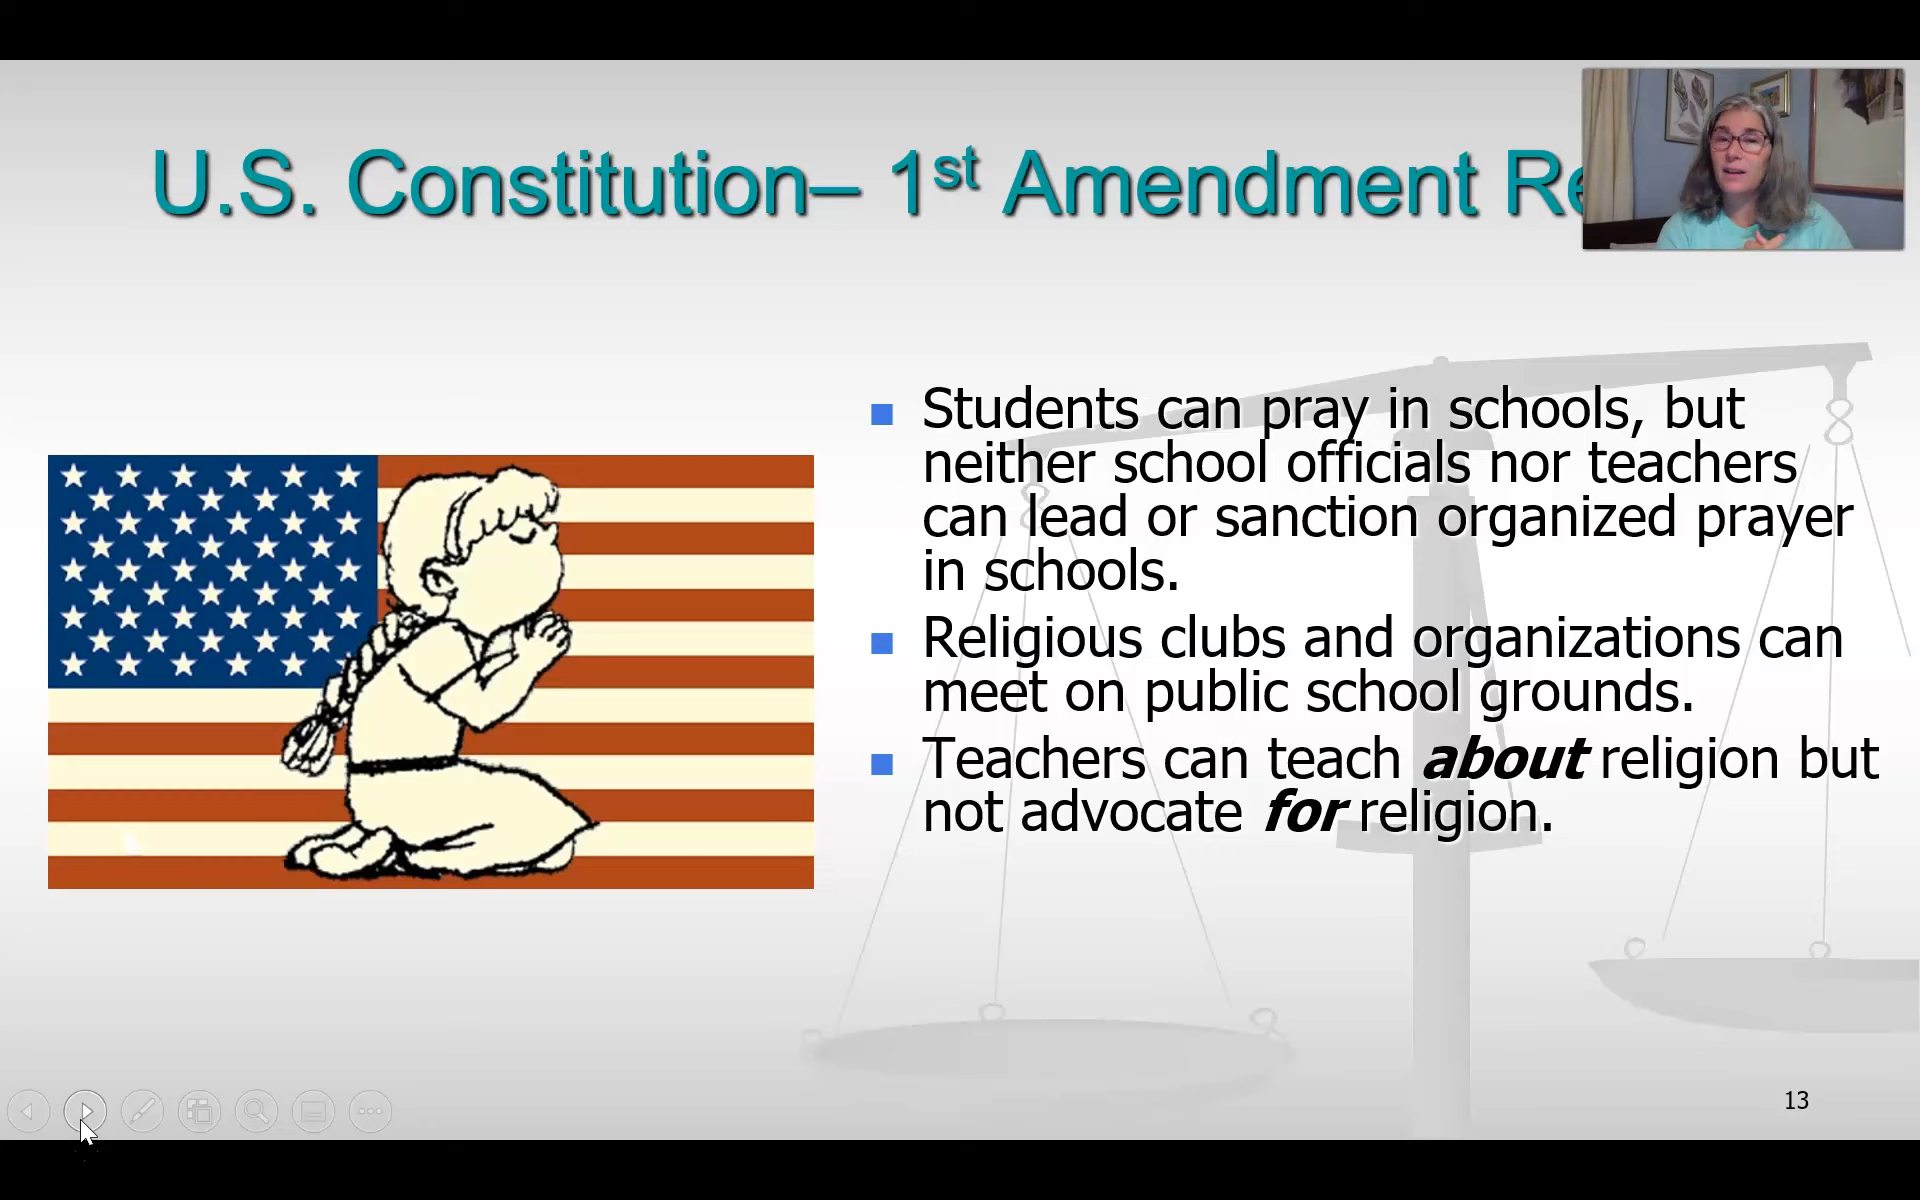 U.S. Constitution– 1st Amendment Re
Students can pray in schools, but
neither school officials nor teachers
can lead or sanction organized prayer
in schools.
Religious clubs and organizations can
meet on public school grounds.
Teachers can teach about religion but
not advocate for religion.
13